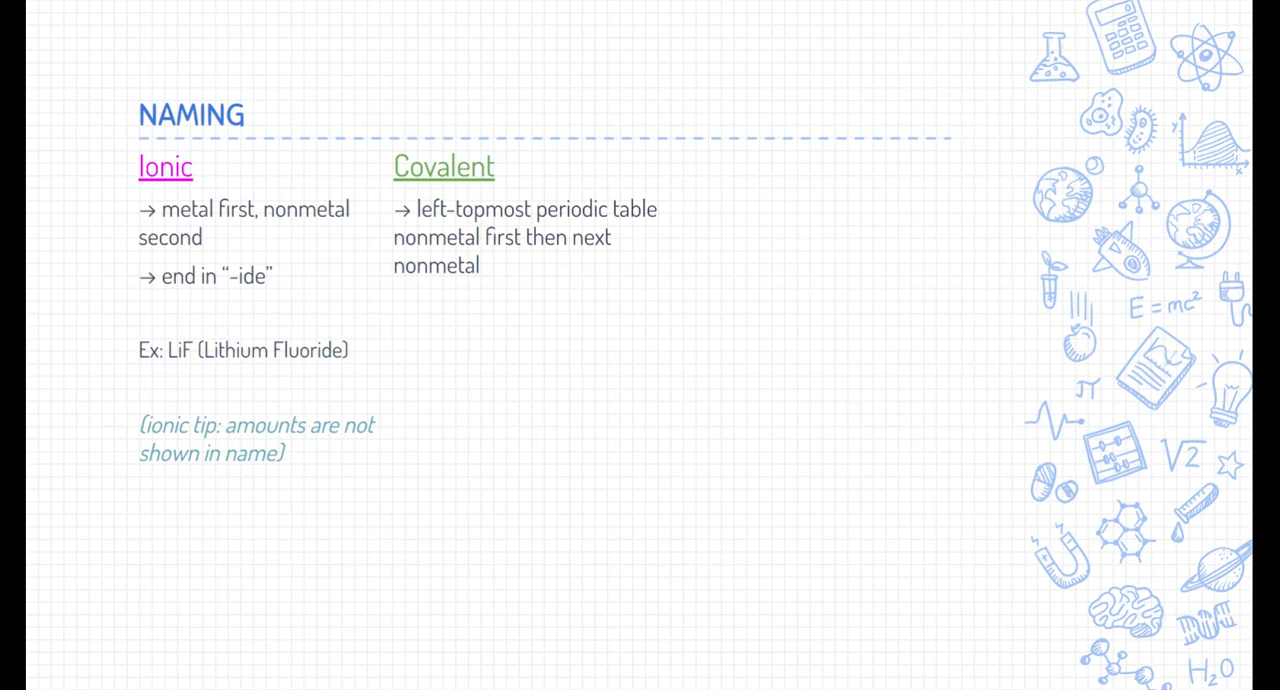 NAMING
Ionic
→ metal first, nonmetal
second
→ end in “-ide”
Ex: LiF (Lithium Fluoride)
(ionic tip: amounts are not
shown in name)
Covalent
→ left-topmost periodic table
nonmetal first then next
nonmetal
y
x
E=mc²
π
√2
H₂O